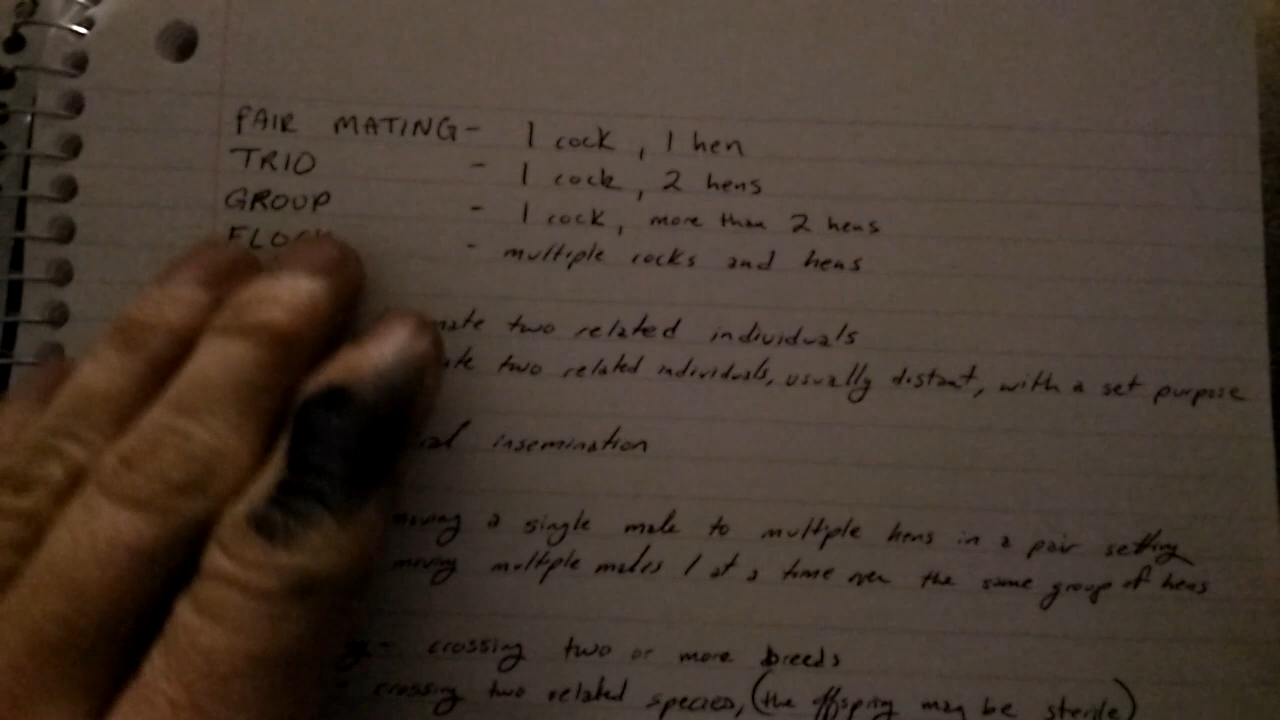 PAIR MATING - 1 cock, 1 hen
TRIO - 1 cock, 2 hens
GROUP - 1 cock, more than 2 hens
FLOCK - multiple cocks and hens
mate two related individuals
two related individuals, usually distant, with a set purpose
insemination
moving a single male to multiple hens in a pair setting
moving multiple males 1 at a time over the same group of hens
- crossing two or more breeds
- crossing two related species, (the offspring may be sterile)